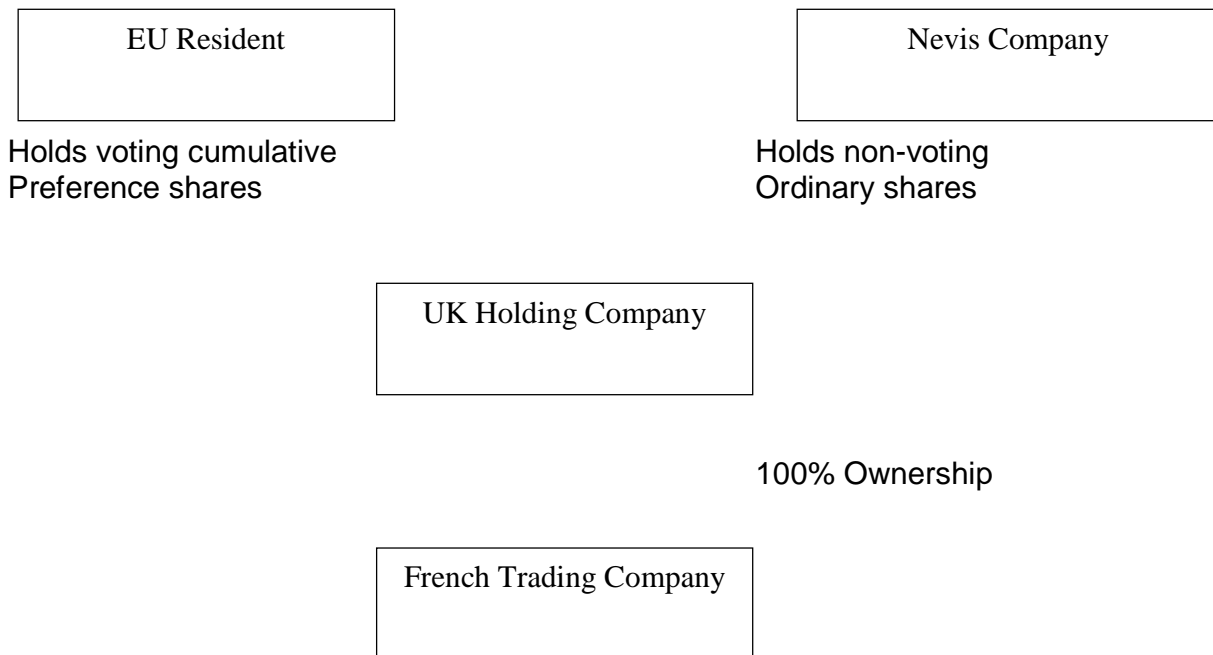 EU Resident
Nevis Company
Holds voting cumulative
Preference shares
Holds non-voting
Ordinary shares
UK Holding Company
100% Ownership
French Trading Company